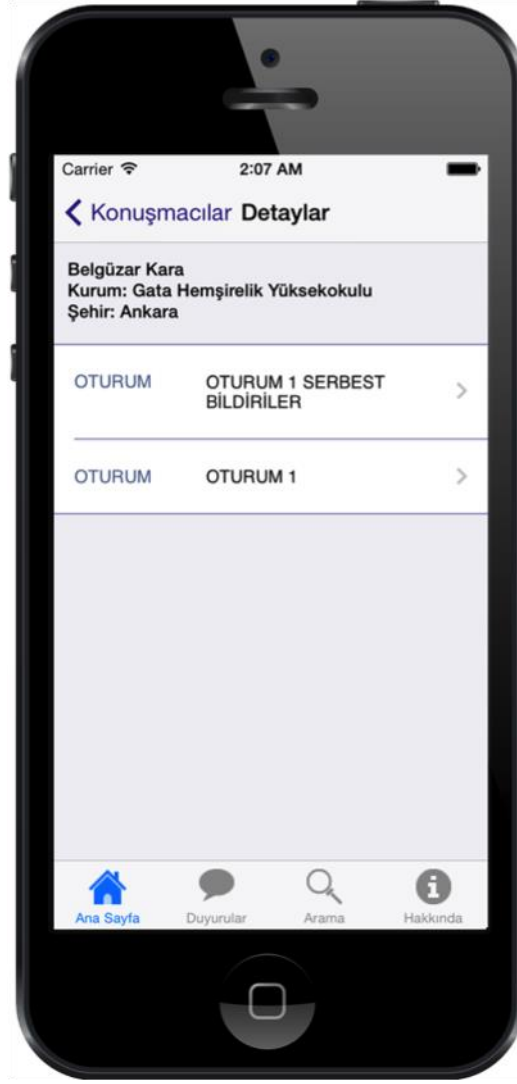 Carrier 2:07 AM
Konuşmacılar Detaylar
Belgüzar Kara
Kurum: Gata Hemşirelik Yüksekokulu
Şehir: Ankara
OTURUM OTURUM 1 SERBEST
BİLDİRİLER
OTURUM OTURUM 1
Ana Sayfa Duyurular Arama Hakkında